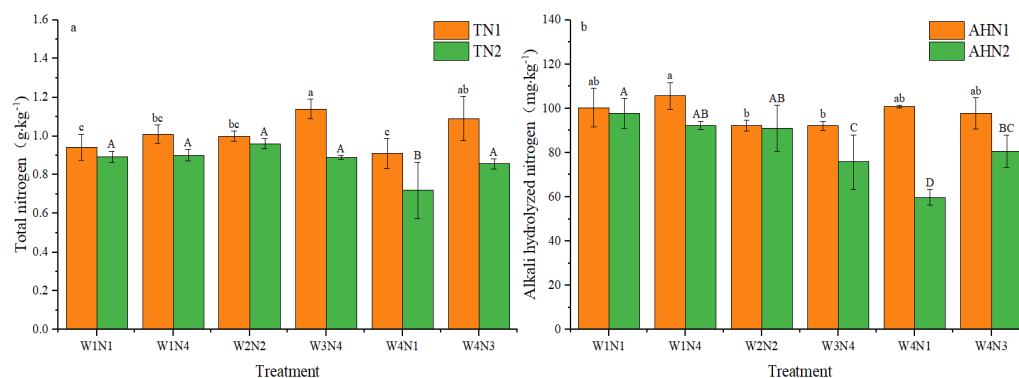 a
TN1
TN2
Total nitrogen（g·kg⁻¹）
1.6
1.4
1.2
1.0
0.8
0.6
0.4
0.2
0.0
c A bc A bc A a A c B ab A
W1N1 W1N4 W2N2 W3N4 W4N1 W4N3
Treatment
b
AHN1
AHN2
Alkali hydrolyzed nitrogen（mg·kg⁻¹)
140
120
100
80
60
40
20
0
ab A a AB b AB b C ab D ab BC
W1N1 W1N4 W2N2 W3N4 W4N1 W4N3
Treatment